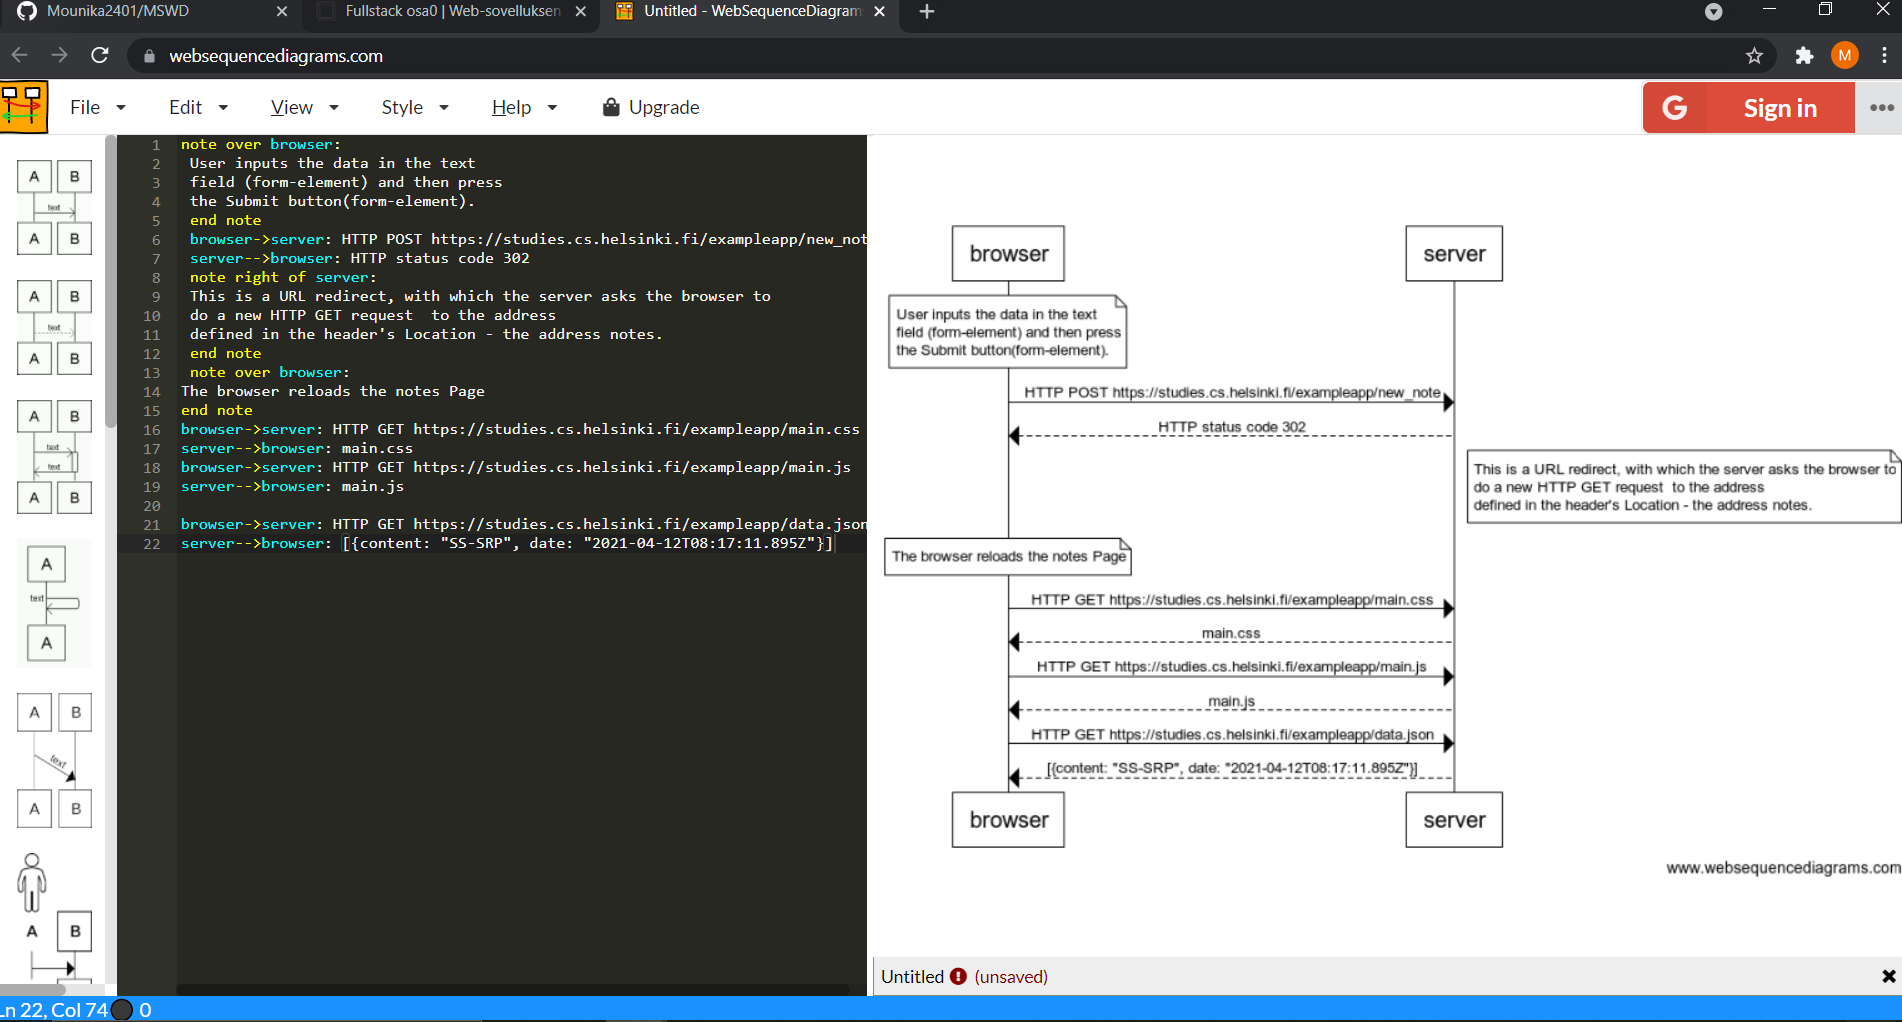 Mounika2401/MSWD
Fullstack osa0 | Web-sovelluksen
Untitled - WebSequenceDiagram
websequencediagrams.com
M
File
Edit
View
Style
Help
Upgrade
G Sign in
A B
text
A B
A B
text
A B
A B
text
text
A B
A
text
A
A B
text
A B
A B
1 note over browser:
2 User inputs the data in the text
3 field (form-element) and then press
4 the Submit button(form-element).
5 end note
6 browser->server: HTTP POST https://studies.cs.helsinki.fi/exampleapp/new_not
7 server-->browser: HTTP status code 302
8 note right of server:
9 This is a URL redirect, with which the server asks the browser to
10 do a new HTTP GET request  to the address
11 defined in the header's Location - the address notes.
12 end note
13 note over browser:
14 The browser reloads the notes Page
15 end note
16 browser->server: HTTP GET https://studies.cs.helsinki.fi/exampleapp/main.css
17 server-->browser: main.css
18 browser->server: HTTP GET https://studies.cs.helsinki.fi/exampleapp/main.js
19 server-->browser: main.js
20
21 browser->server: HTTP GET https://studies.cs.helsinki.fi/exampleapp/data.json
22 server-->browser: [{content: "SS-SRP", date: "2021-04-12T08:17:11.895Z"}]
browser server
User inputs the data in the text
field (form-element) and then press
the Submit button(form-element).
HTTP POST https://studies.cs.helsinki.fi/exampleapp/new_note
HTTP status code 302
This is a URL redirect, with which the server asks the browser to
do a new HTTP GET request  to the address
defined in the header's Location - the address notes.
The browser reloads the notes Page
HTTP GET https://studies.cs.helsinki.fi/exampleapp/main.css
main.css
HTTP GET https://studies.cs.helsinki.fi/exampleapp/main.js
main.js
HTTP GET https://studies.cs.helsinki.fi/exampleapp/data.json
[{content: "SS-SRP", date: "2021-04-12T08:17:11.895Z"}]
browser server
www.websequencediagrams.com
Untitled (unsaved)
Ln 22, Col 74 0